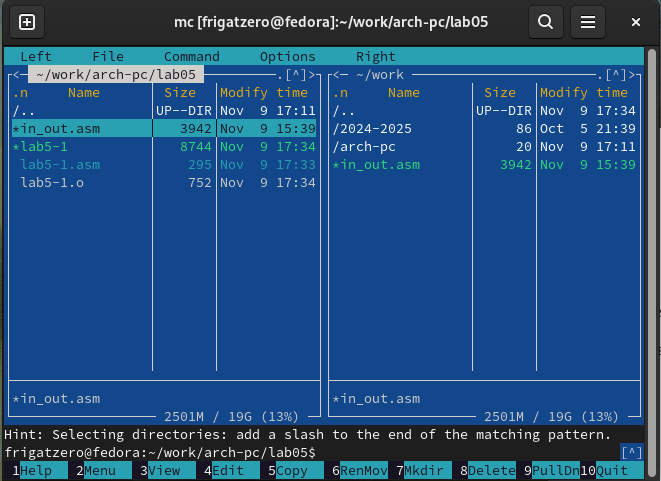 mc [frigatzero@fedora]:~/work/arch-pc/lab05
Left File Command Options Right
<─ ~/work/arch-pc/lab05 ─.[^]>
.n Name Size Modify time
/.. UP--DIR Nov 9 17:11
*in_out.asm 3942 Nov 9 15:39
*lab5-1 8744 Nov 9 17:34
lab5-1.asm 295 Nov 9 17:33
lab5-1.o 752 Nov 9 17:34
*in_out.asm
2501M / 19G (13%)
<─ ~/work ─.[^]>
.n Name Size Modify time
/.. UP--DIR Nov 9 17:34
/2024-2025 86 Oct 5 21:39
/arch-pc 20 Nov 9 17:11
*in_out.asm 3942 Nov 9 15:39
*in_out.asm
2501M / 19G (13%)
Hint: Selecting directories: add a slash to the end of the matching pattern.
frigatzero@fedora:~/work/arch-pc/lab05$ [^]
1Help 2Menu 3View 4Edit 5Copy 6RenMov 7Mkdir 8Delete 9PullDn 10Quit